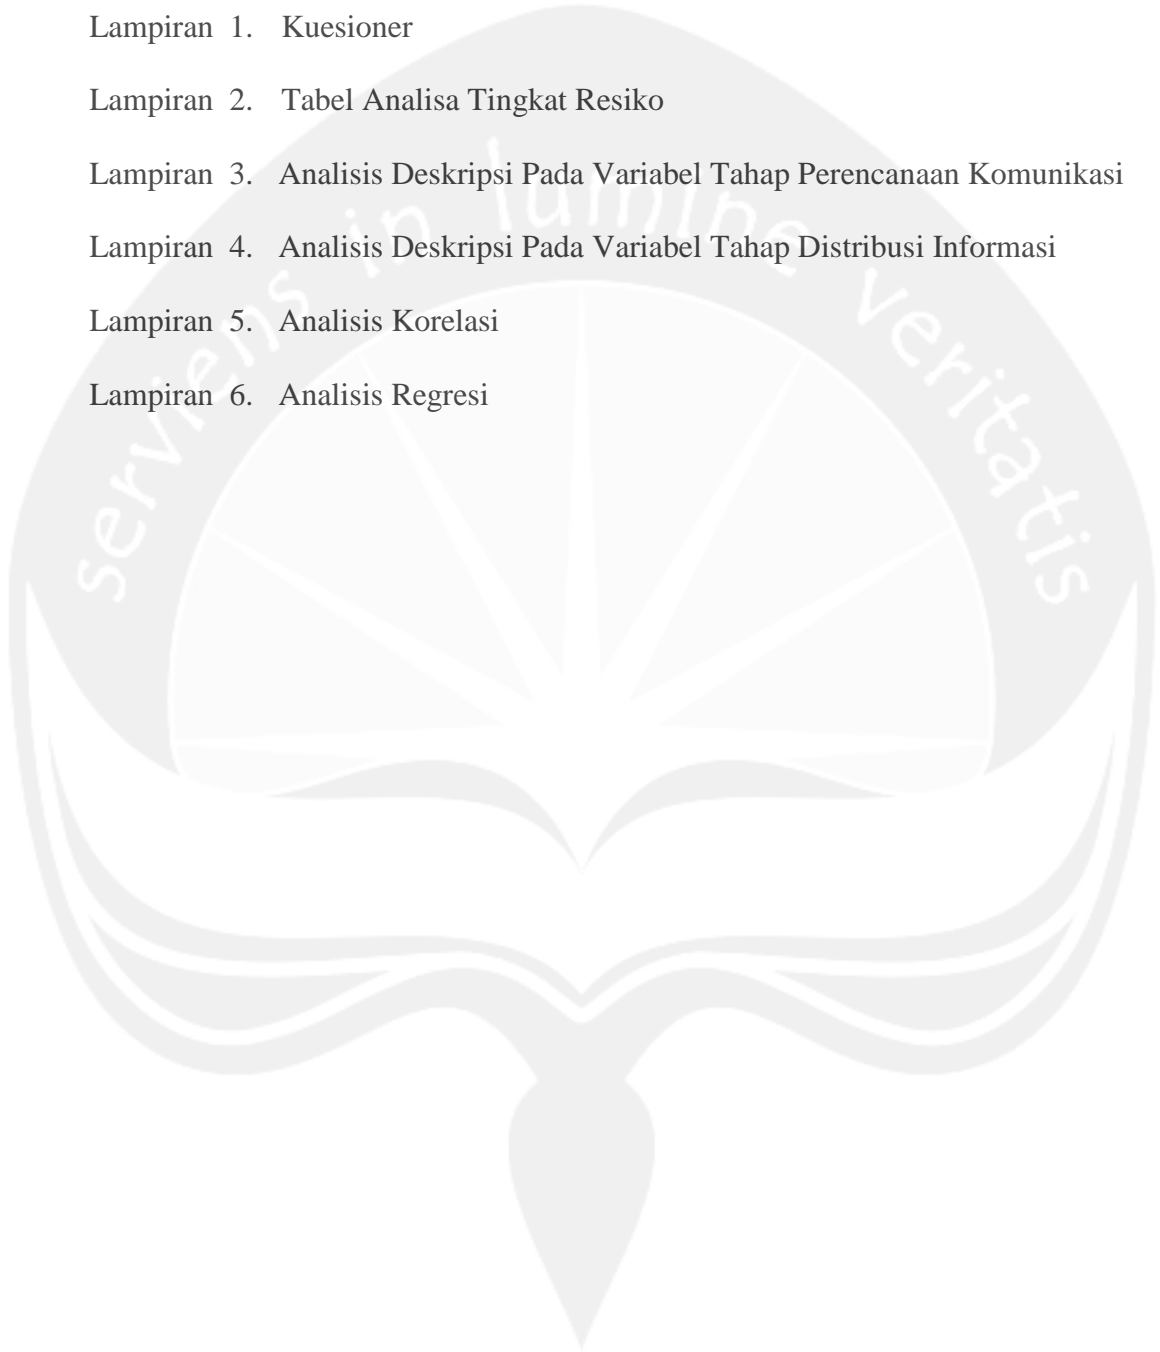 Lampiran 1. Kuesioner
Lampiran 2. Tabel Analisa Tingkat Resiko
Lampiran 3. Analisis Deskripsi Pada Variabel Tahap Perencanaan Komunikasi
Lampiran 4. Analisis Deskripsi Pada Variabel Tahap Distribusi Informasi
Lampiran 5. Analisis Korelasi
Lampiran 6. Analisis Regresi
serviens in lumine veritatis